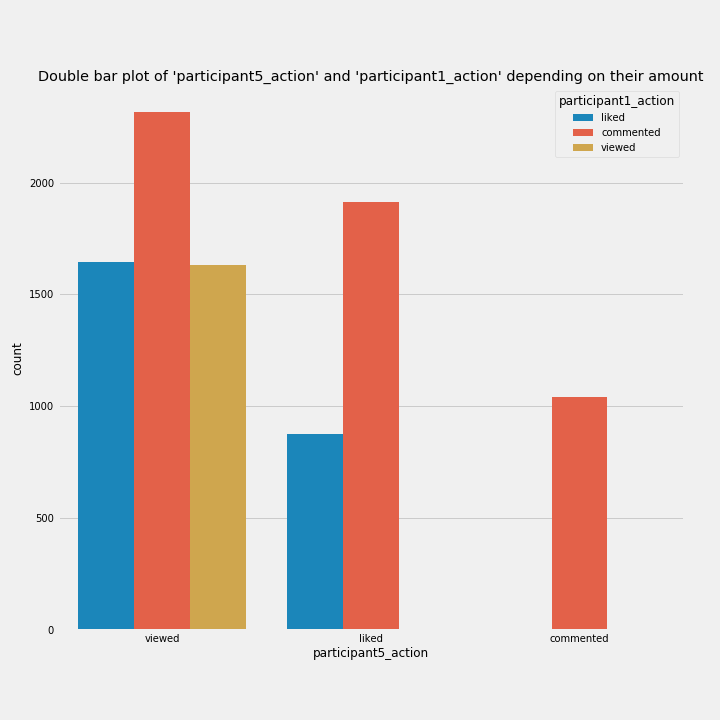 Double bar plot of 'participant5_action' and 'participant1_action' depending on their amount
participant1_action
liked
commented
viewed
2000
1500
1000
500
0
count
viewed
liked
commented
participant5_action